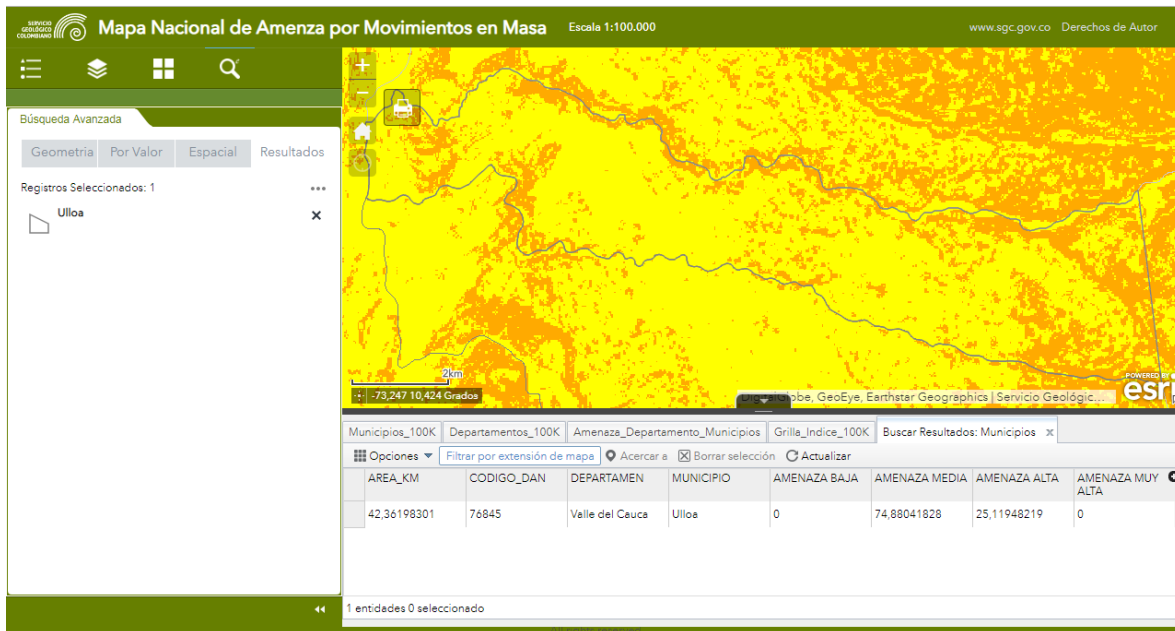 SERVICIO
GEOLÓGICO
COLOMBIANO
Mapa Nacional de Amenza por Movimientos en Masa
Escala 1:100.000
www.sgc.gov.co Derechos de Autor
Búsqueda Avanzada
Geometria Por Valor Espacial Resultados
Registros Seleccionados: 1
Ulloa
2km
-73,247 10,424 Grados
DigitalGlobe, GeoEye, Earthstar Geographics | Servicio Geológic...
POWERED BY
esri
Municipios_100K Departamentos_100K Amenaza_Departamento_Municipios Grilla_Indice_100K Buscar Resultados: Municipios x
Opciones Filtrar por extensión de mapa Acercar a Borrar selección Actualizar
AREA_KM CODIGO_DAN DEPARTAMEN MUNICIPIO AMENAZA BAJA AMENAZA MEDIA AMENAZA ALTA AMENAZA MUY ALTA
42,36198301 76845 Valle del Cauca Ulloa 0 74,88041828 25,11948219 0
1 entidades 0 seleccionado